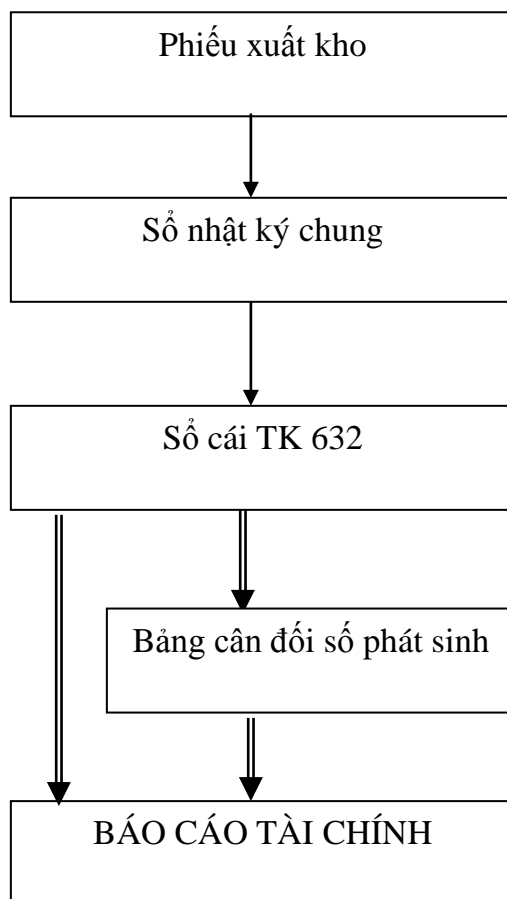 Phiếu xuất kho
Sổ nhật ký chung
Sổ cái TK 632
Bảng cân đối số phát sinh
BÁO CÁO TÀI CHÍNH